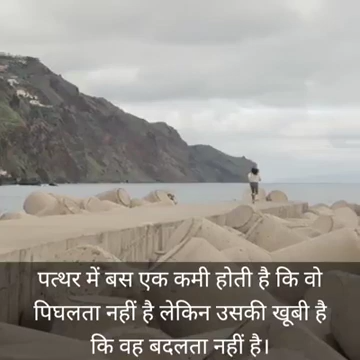 पत्थर में बस एक कमी होती है कि वो
पिघलता नहीं है लेकिन उसकी खूबी है
कि वह बदलता नहीं है।